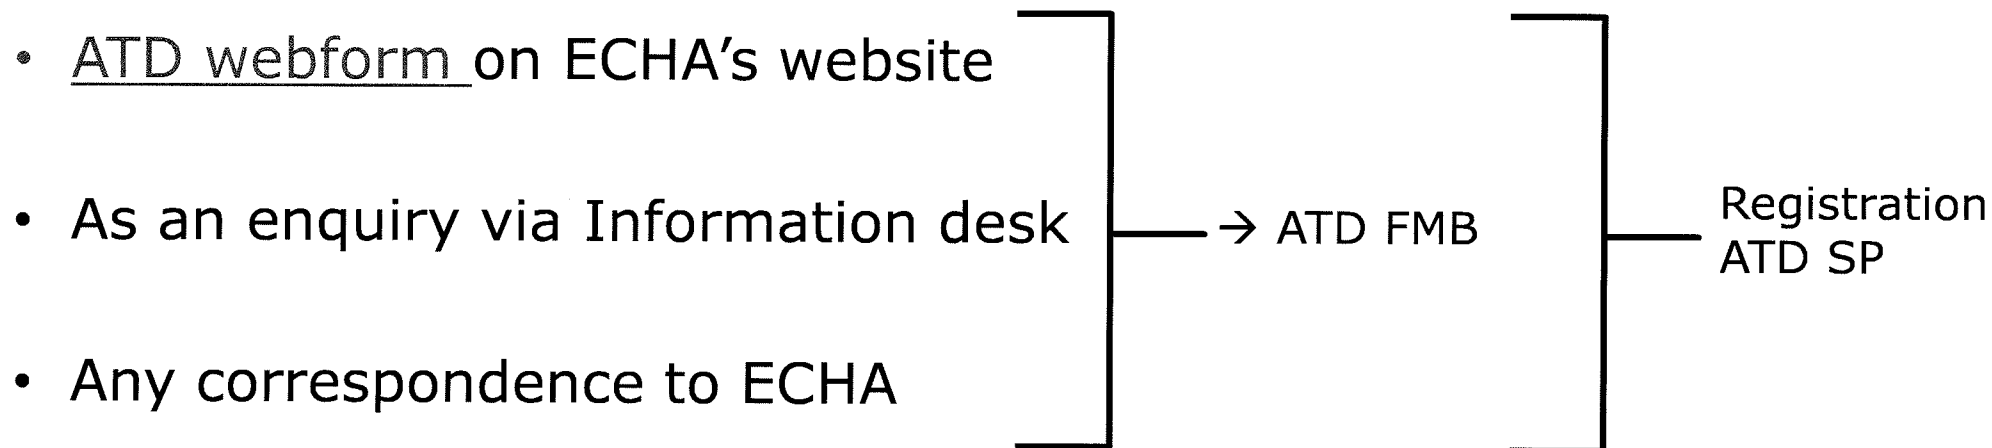 • ATD webform on ECHA's website
• As an enquiry via Information desk
→ ATD FMB
Registration
ATD SP
• Any correspondence to ECHA